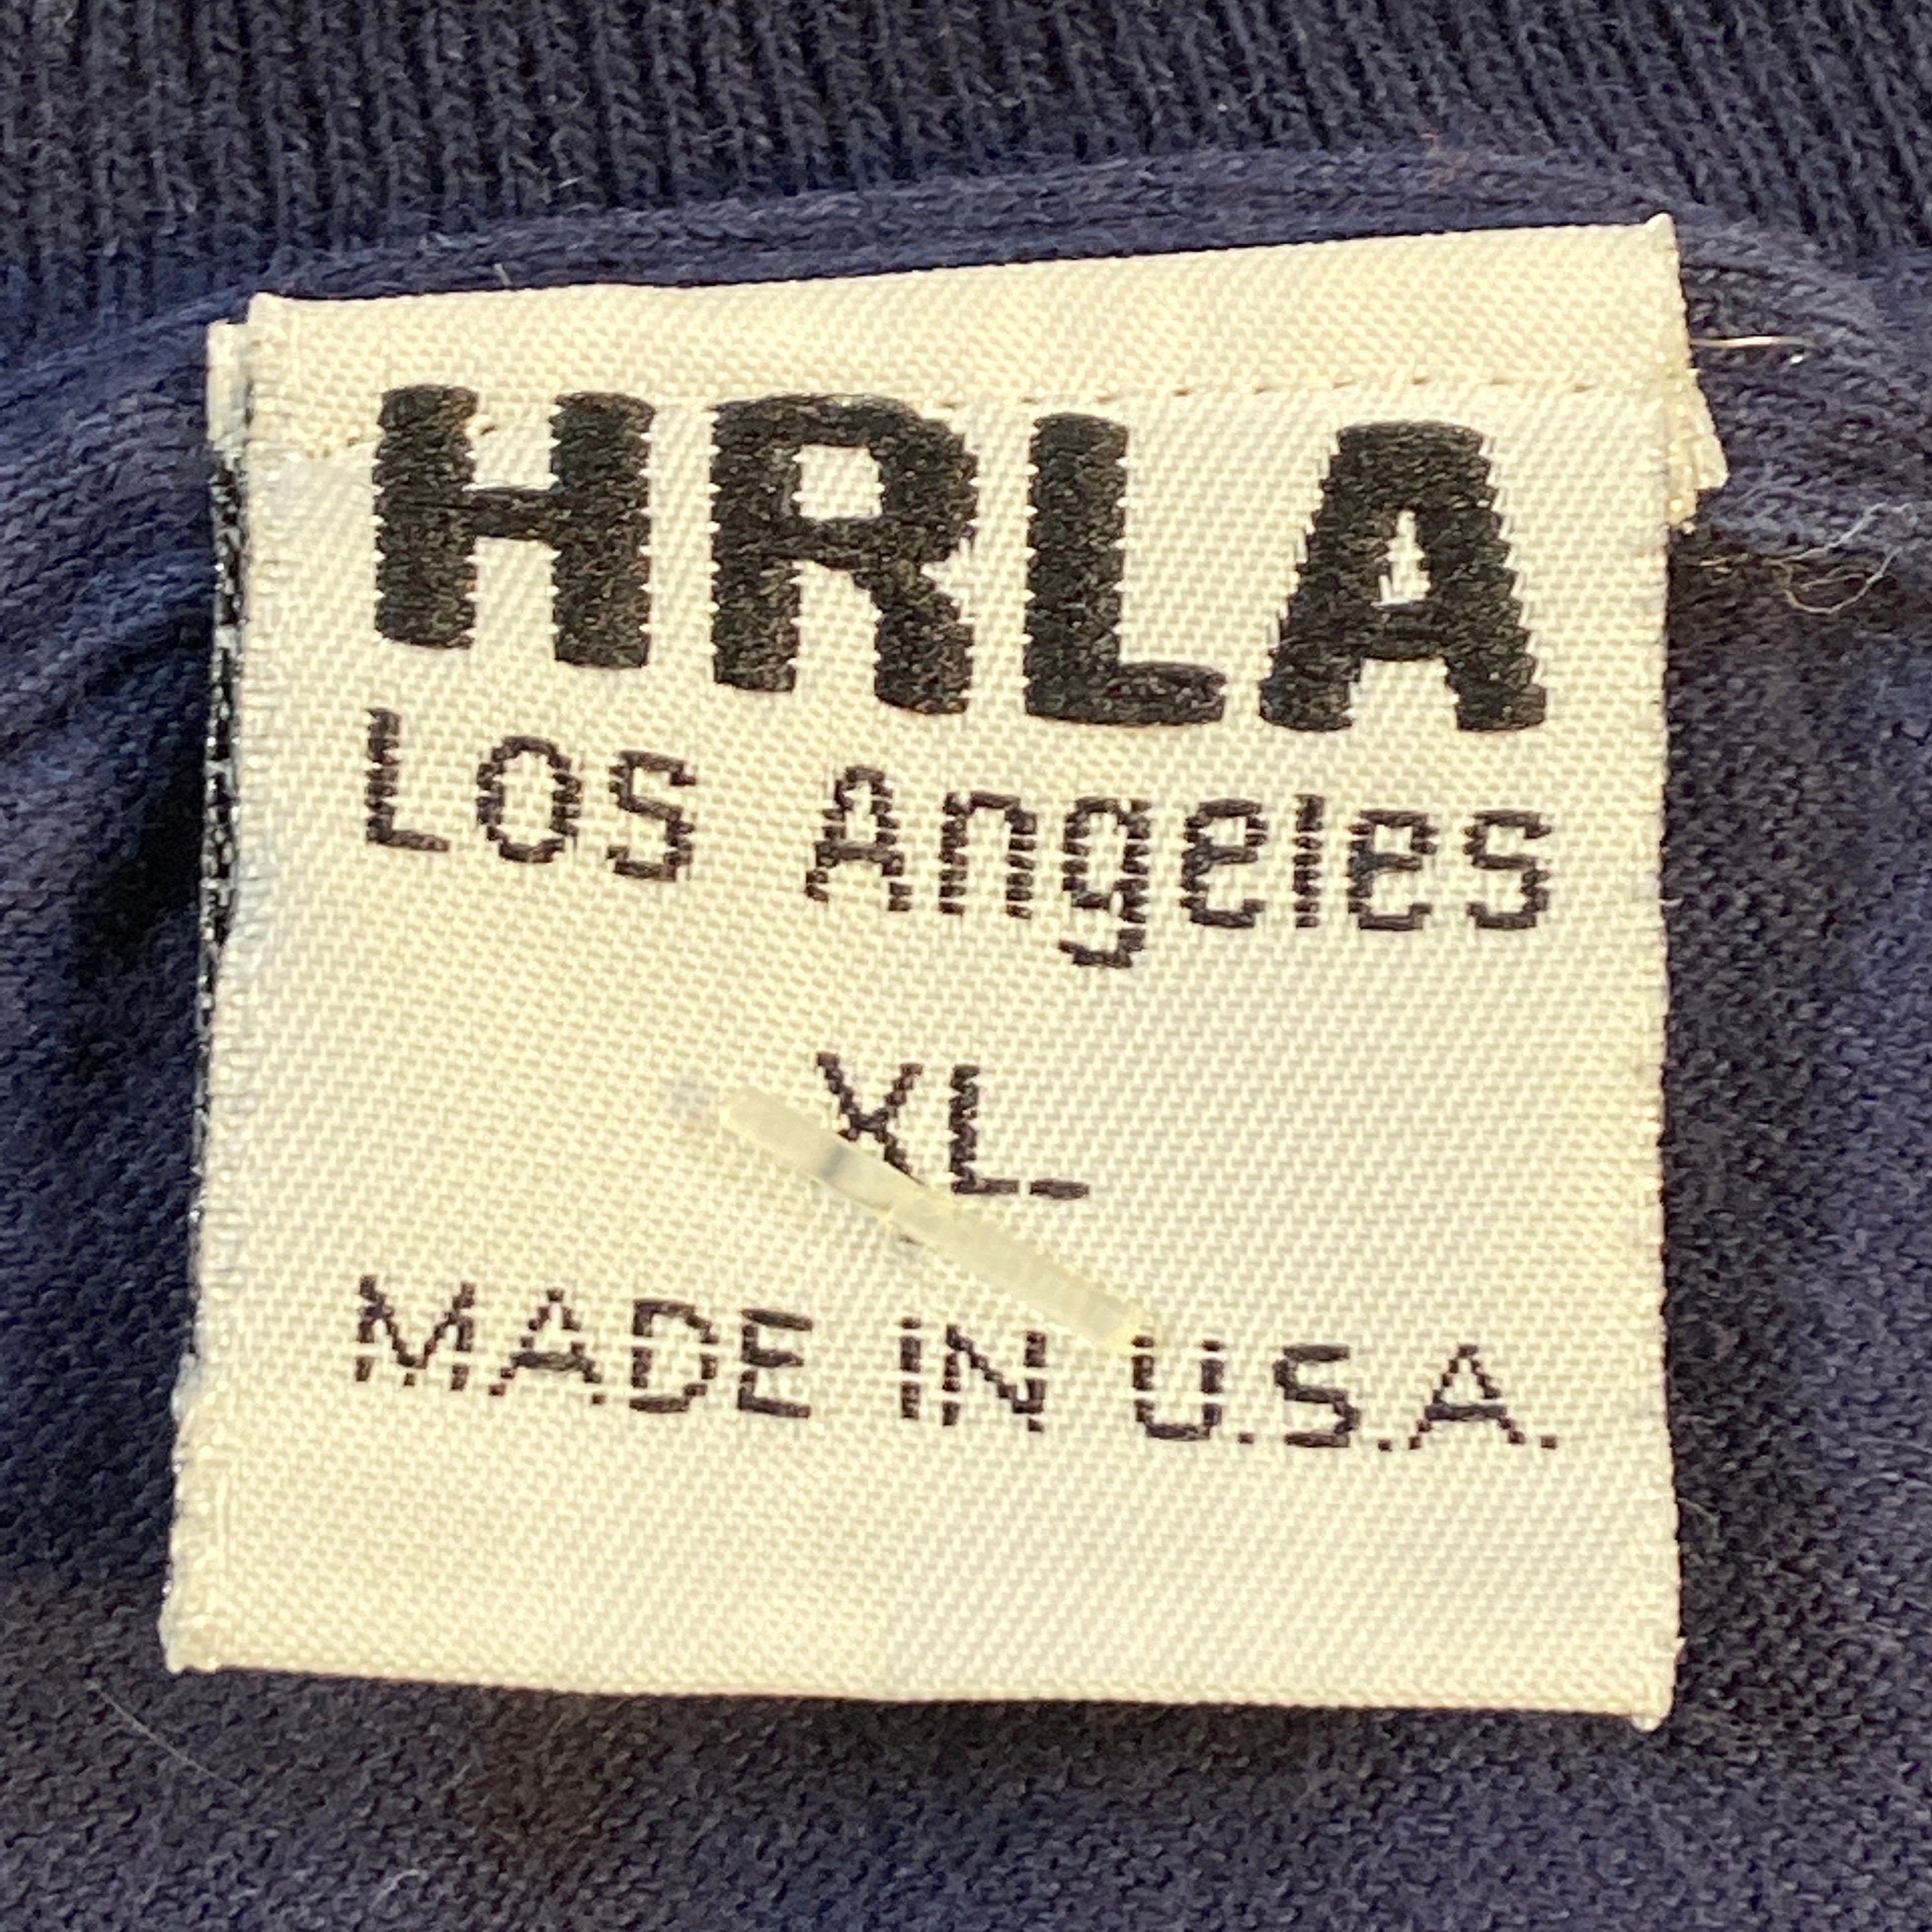 HRLA
Los Angeles
XL
MADE IN U.S.A.